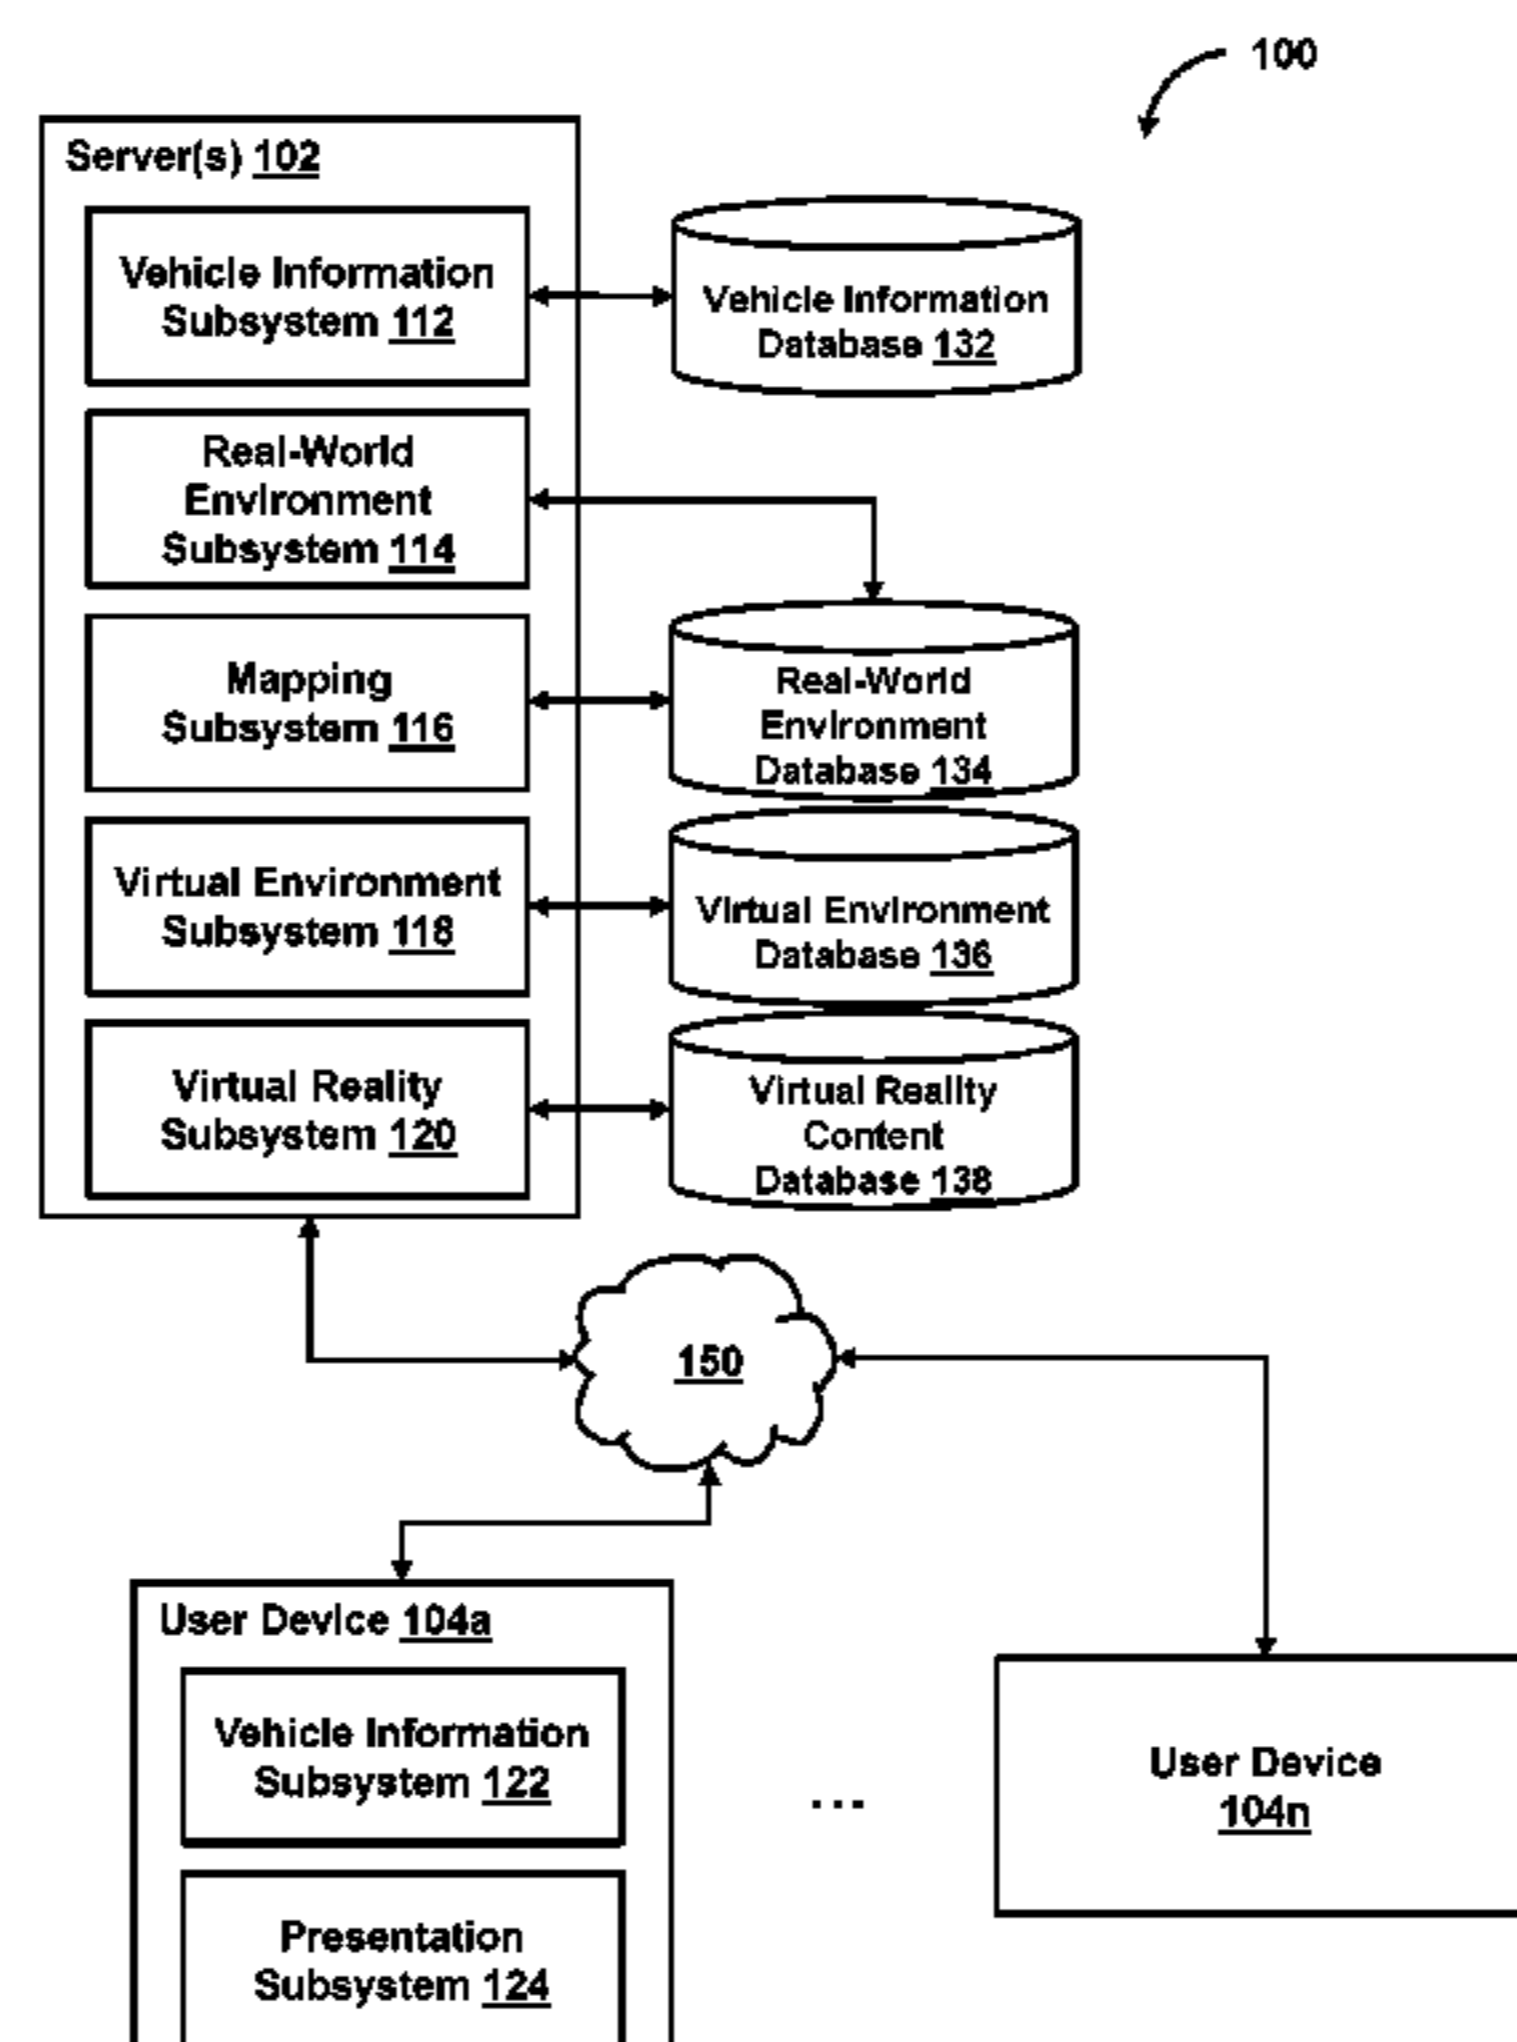 100
Server(s) 102
Vehicle Information
Subsystem 112
Vehicle Information
Database 132
Real-World
Environment
Subsystem 114
Mapping
Subsystem 116
Real-World
Environment
Database 134
Virtual Environment
Subsystem 118
Virtual Environment
Database 136
Virtual Reality
Subsystem 120
Virtual Reality
Content
Database 138
150
User Device 104a
Vehicle Information
Subsystem 122
...
User Device
104n
Presentation
Subsystem 124